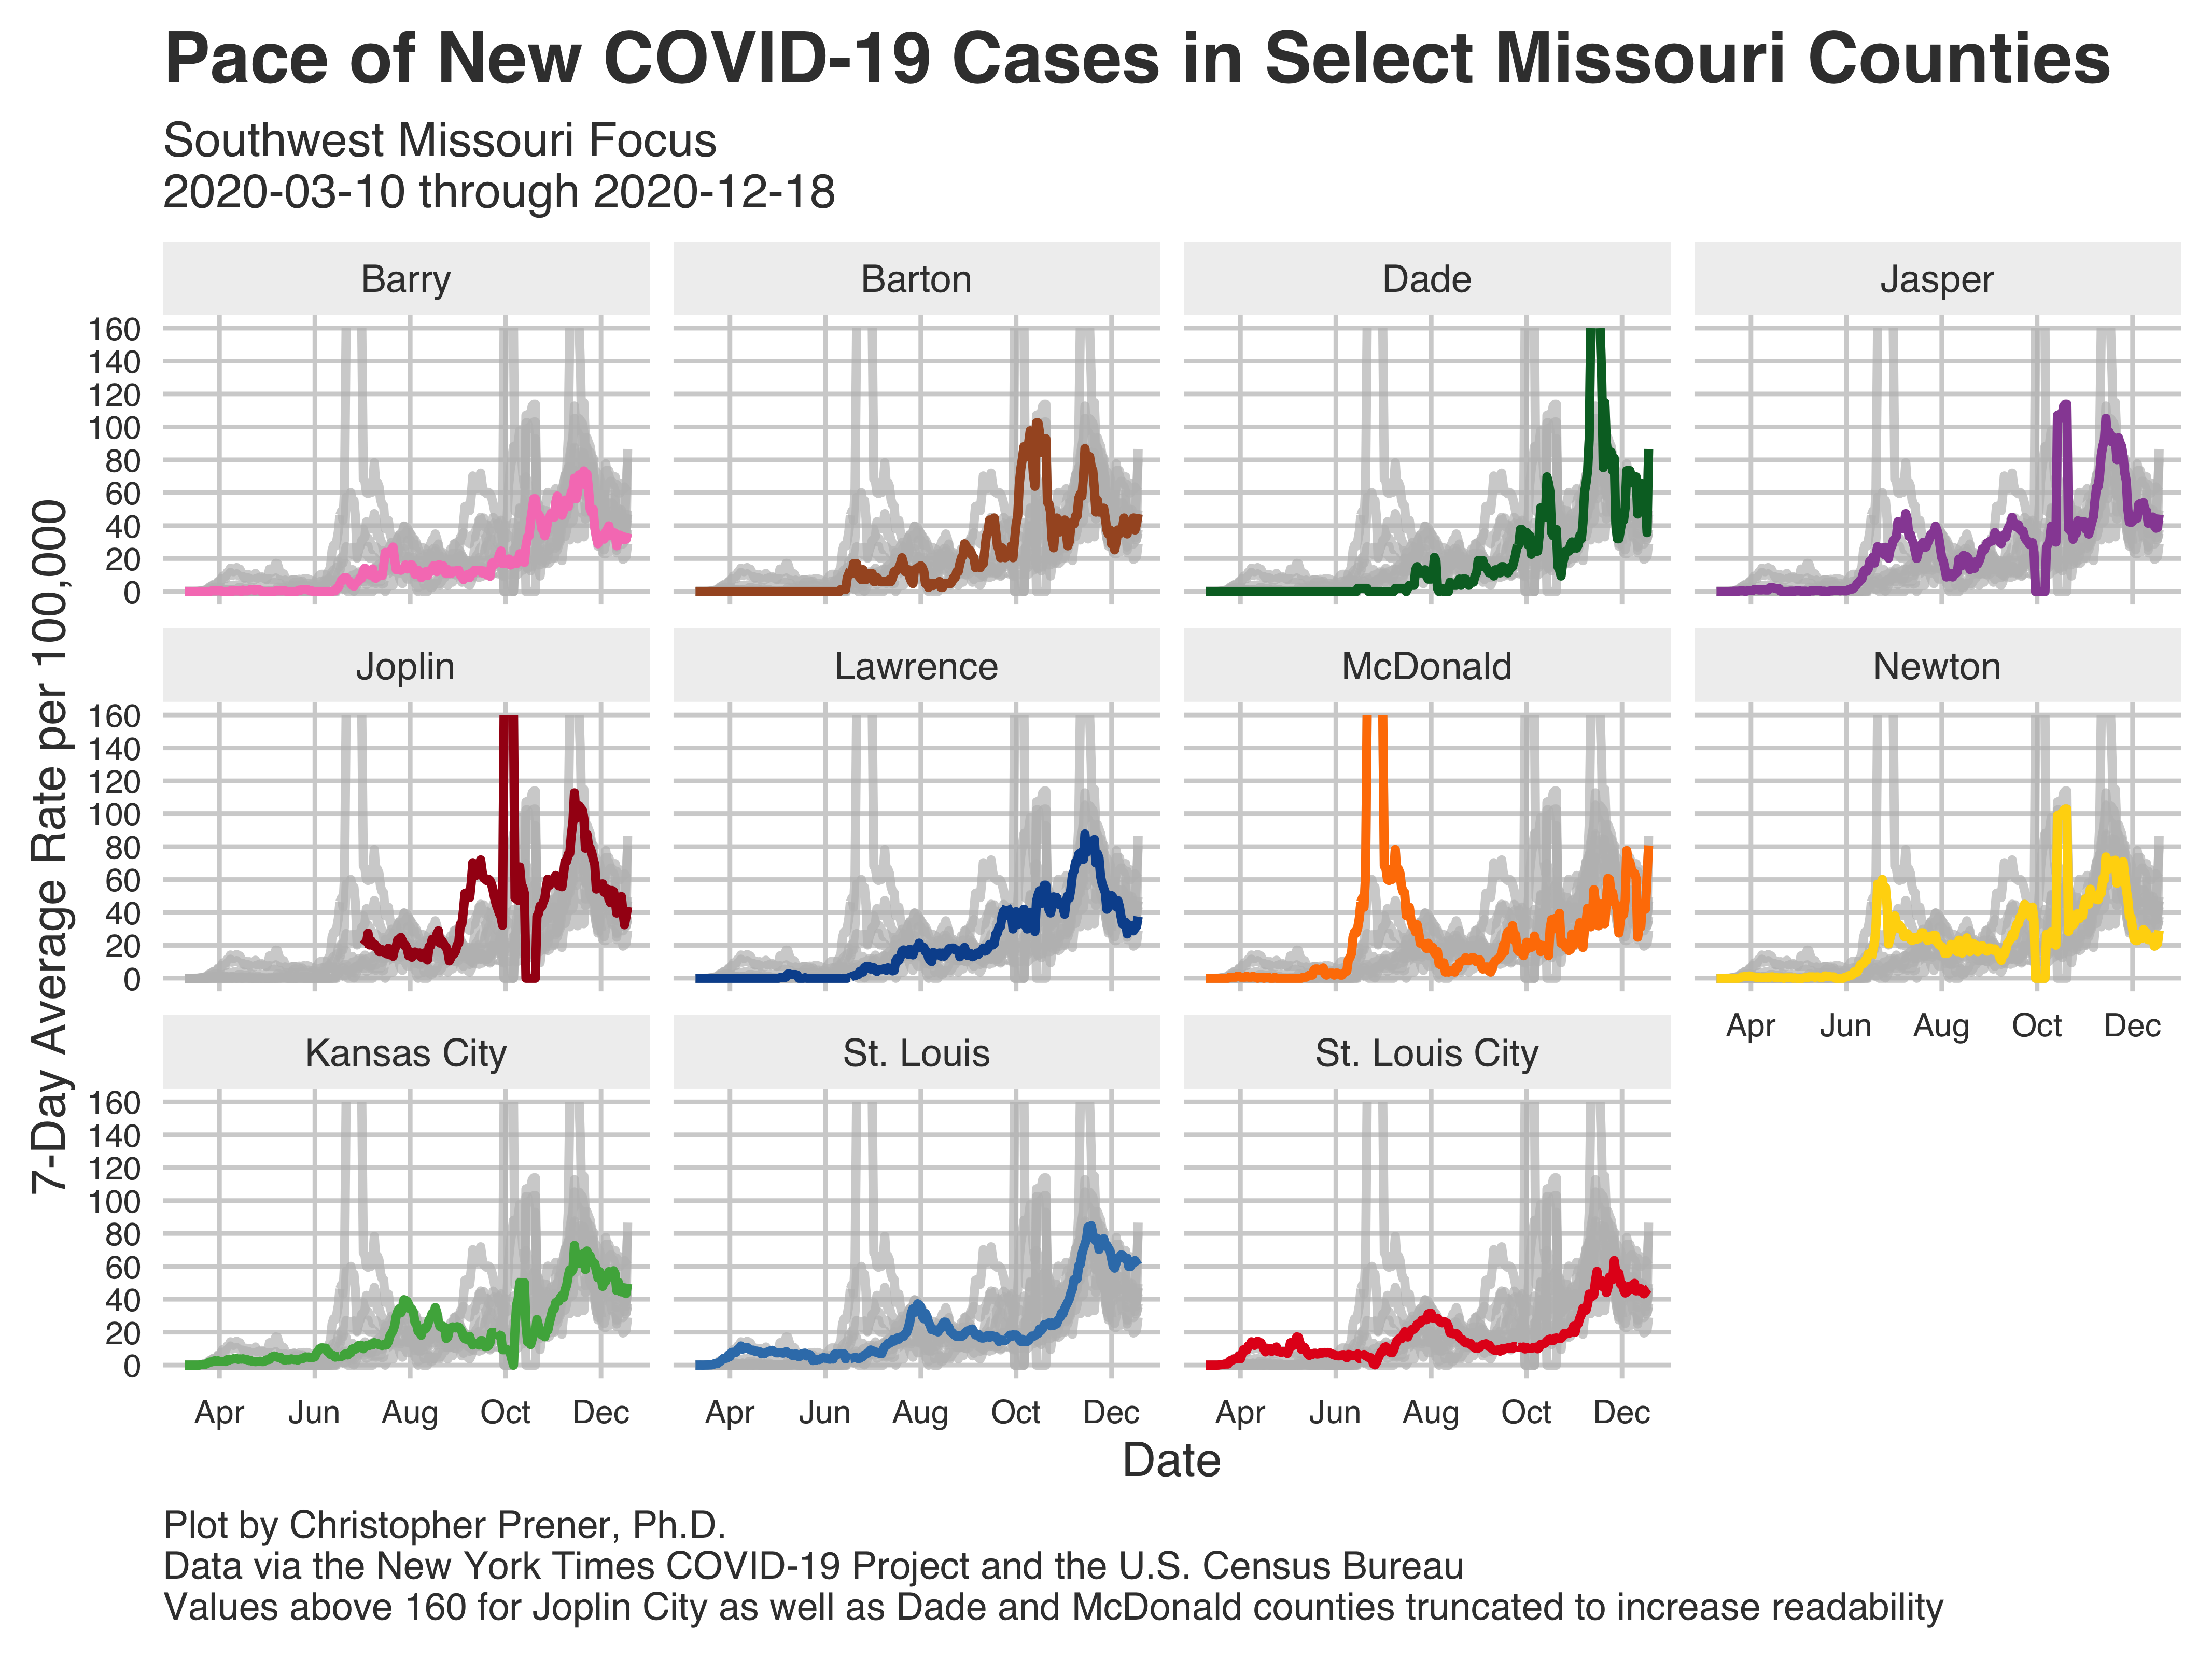 Pace of New COVID-19 Cases in Select Missouri Counties
Southwest Missouri Focus
2020-03-10 through 2020-12-18
Barry
Barton
Dade
Jasper
160
140
120
100
80
60
40
20
0
Joplin
Lawrence
McDonald
Newton
160
140
120
100
80
60
40
20
0
Apr Jun Aug Oct Dec
Kansas City
St. Louis
St. Louis City
160
140
120
100
80
60
40
20
0
Apr Jun Aug Oct Dec
Apr Jun Aug Oct Dec
Apr Jun Aug Oct Dec
7-Day Average Rate per 100,000
Date
Plot by Christopher Prener, Ph.D.
Data via the New York Times COVID-19 Project and the U.S. Census Bureau
Values above 160 for Joplin City as well as Dade and McDonald counties truncated to increase readability